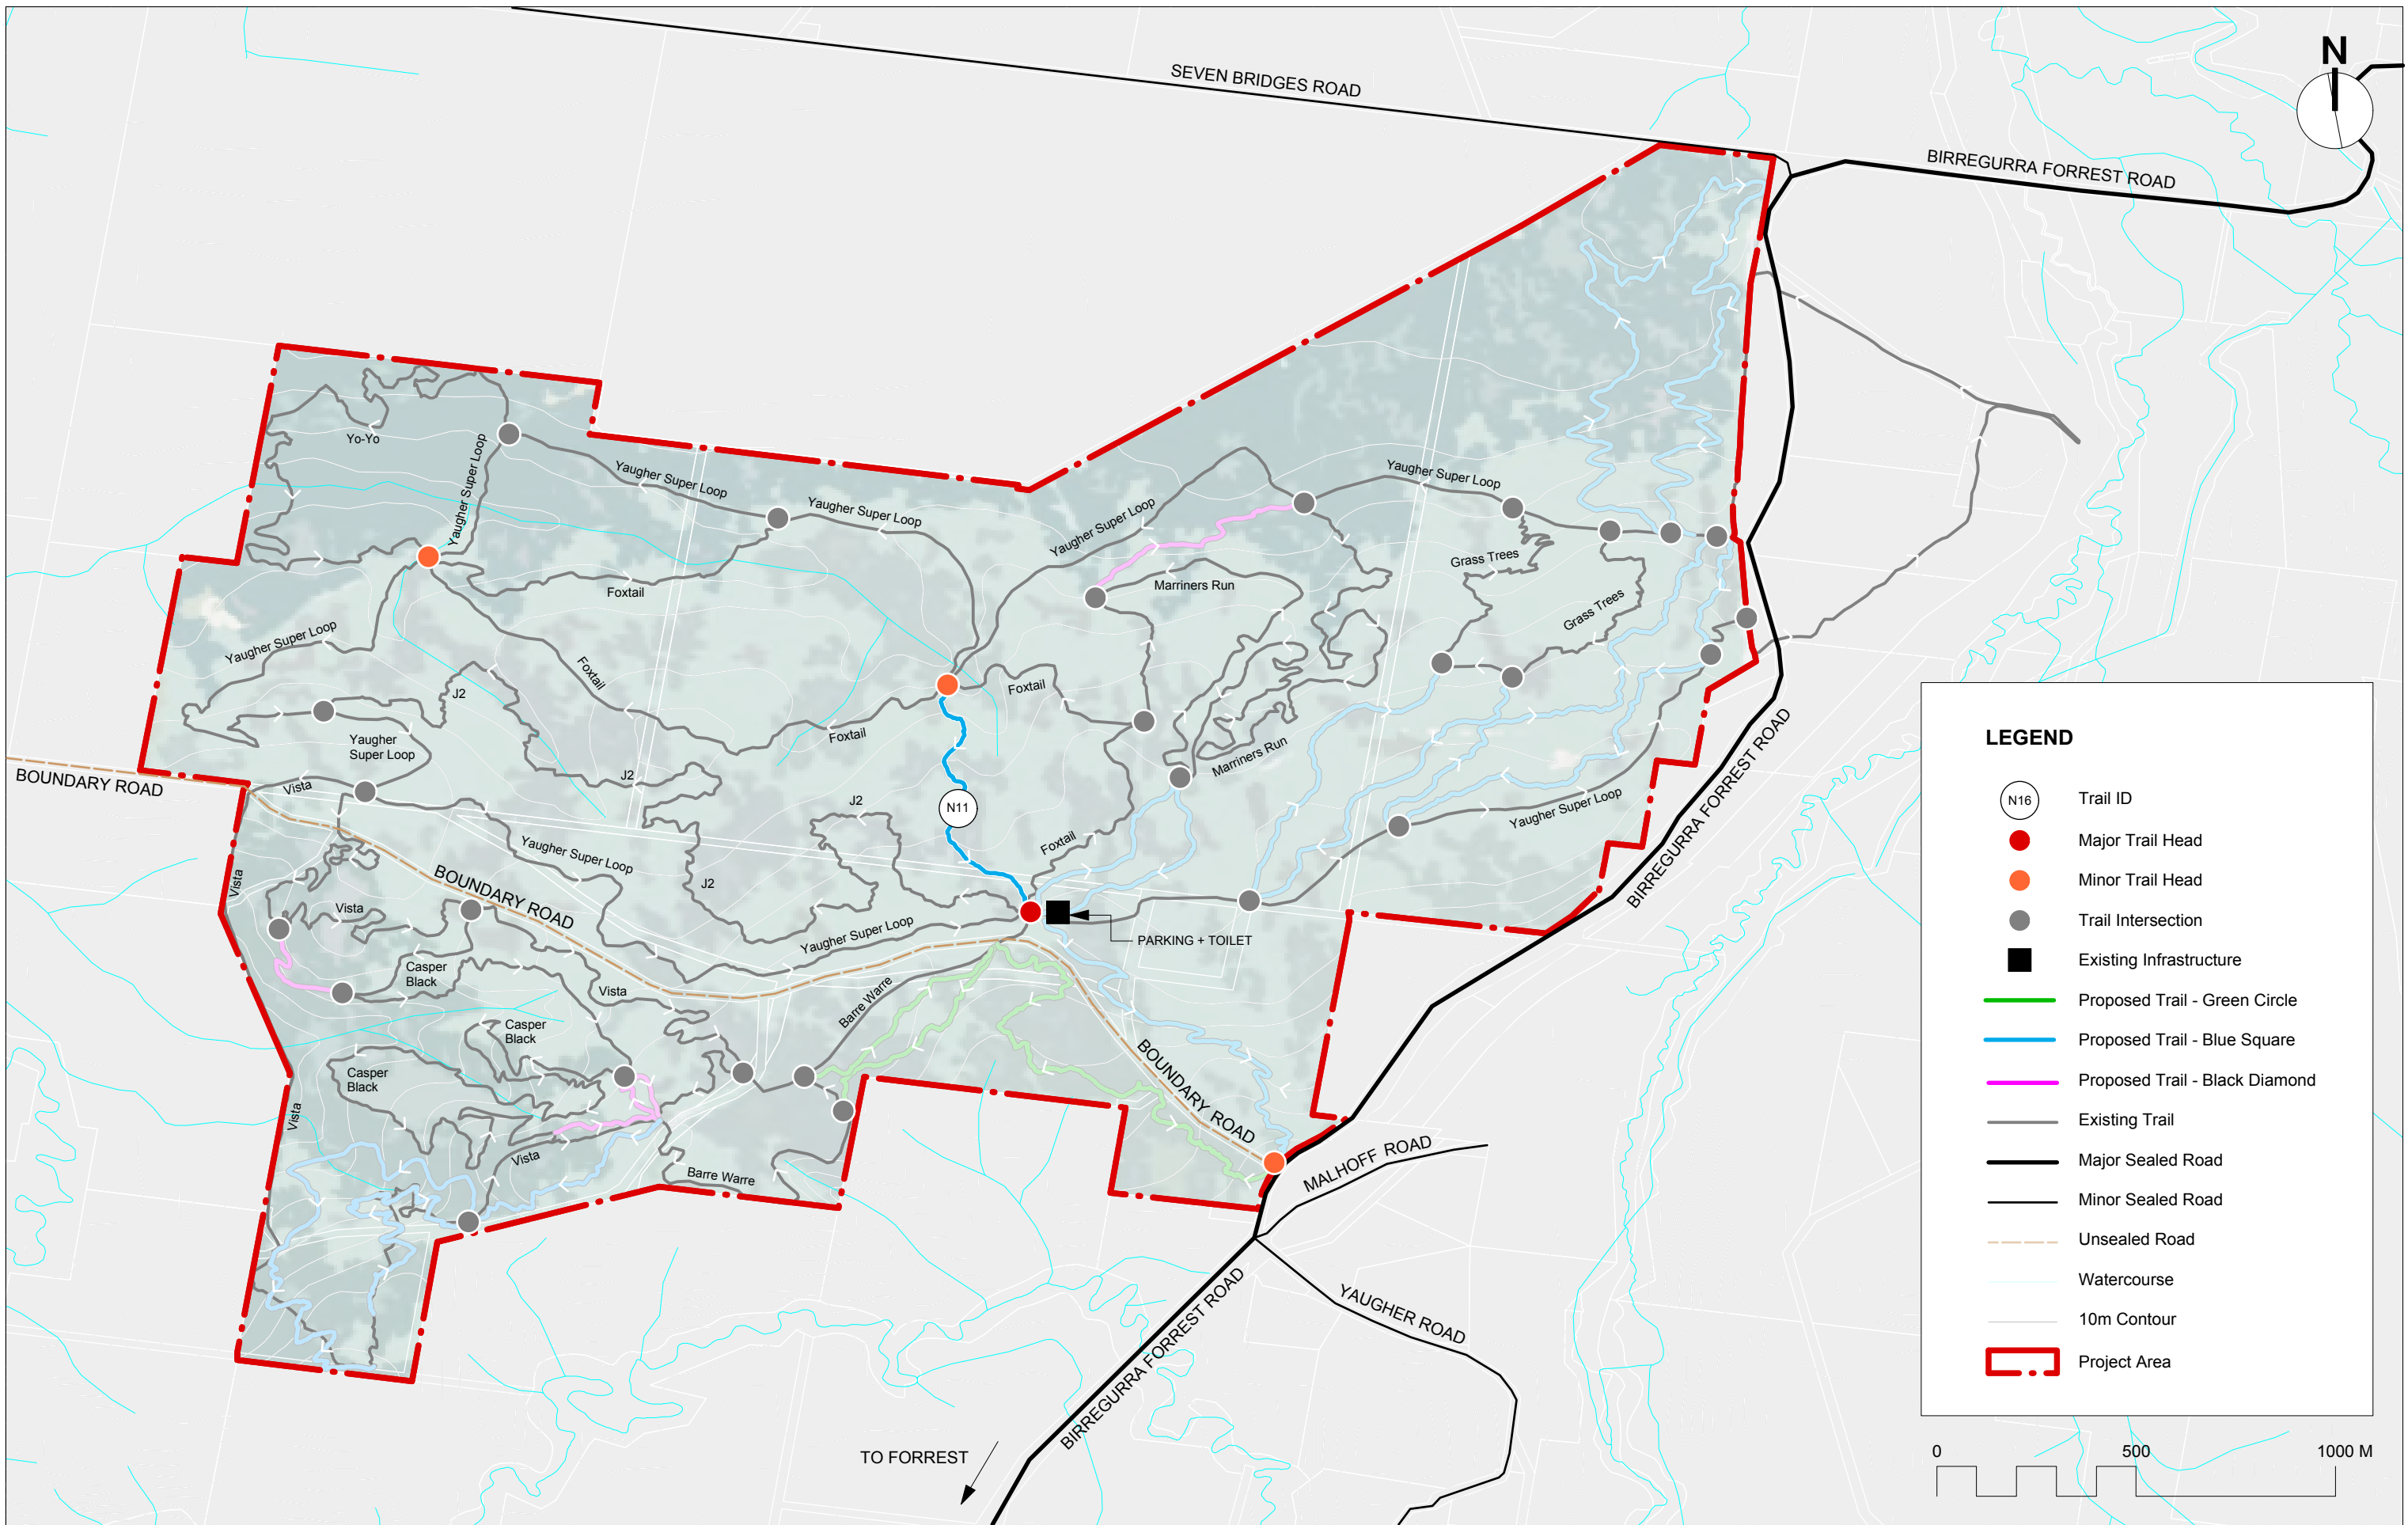 SEVEN BRIDGES ROAD
N
BIRREGURRA FORREST ROAD
Yo-Yo
Yaugher Super Loop
Yaugher Super Loop
Yaugher Super Loop
Yaugher Super Loop
Yaugher Super Loop
Grass Trees
Marriners Run
Foxtail
Grass Trees
Yaugher Super Loop
Foxtail
J2
Foxtail
Foxtail
Yaugher
Super Loop
Marriners Run
J2
BOUNDARY ROAD
Vista
J2
N11
Yaugher Super Loop
BIRREGURRA FORREST ROAD
Foxtail
Yaugher Super Loop
J2
Vista
BOUNDARY ROAD
Vista
Yaugher Super Loop
PARKING + TOILET
Casper
Black
Vista
Barre Warre
Casper
Black
Casper
Black
BOUNDARY ROAD
Vista
Vista
Barre Warre
MALHOFF ROAD
BIRREGURRA FORREST ROAD
YAUGHER ROAD
TO FORREST
LEGEND
N16 Trail ID
Major Trail Head
Minor Trail Head
Trail Intersection
Existing Infrastructure
Proposed Trail - Green Circle
Proposed Trail - Blue Square
Proposed Trail - Black Diamond
Existing Trail
Major Sealed Road
Minor Sealed Road
Unsealed Road
Watercourse
10m Contour
Project Area
0 500 1000 M